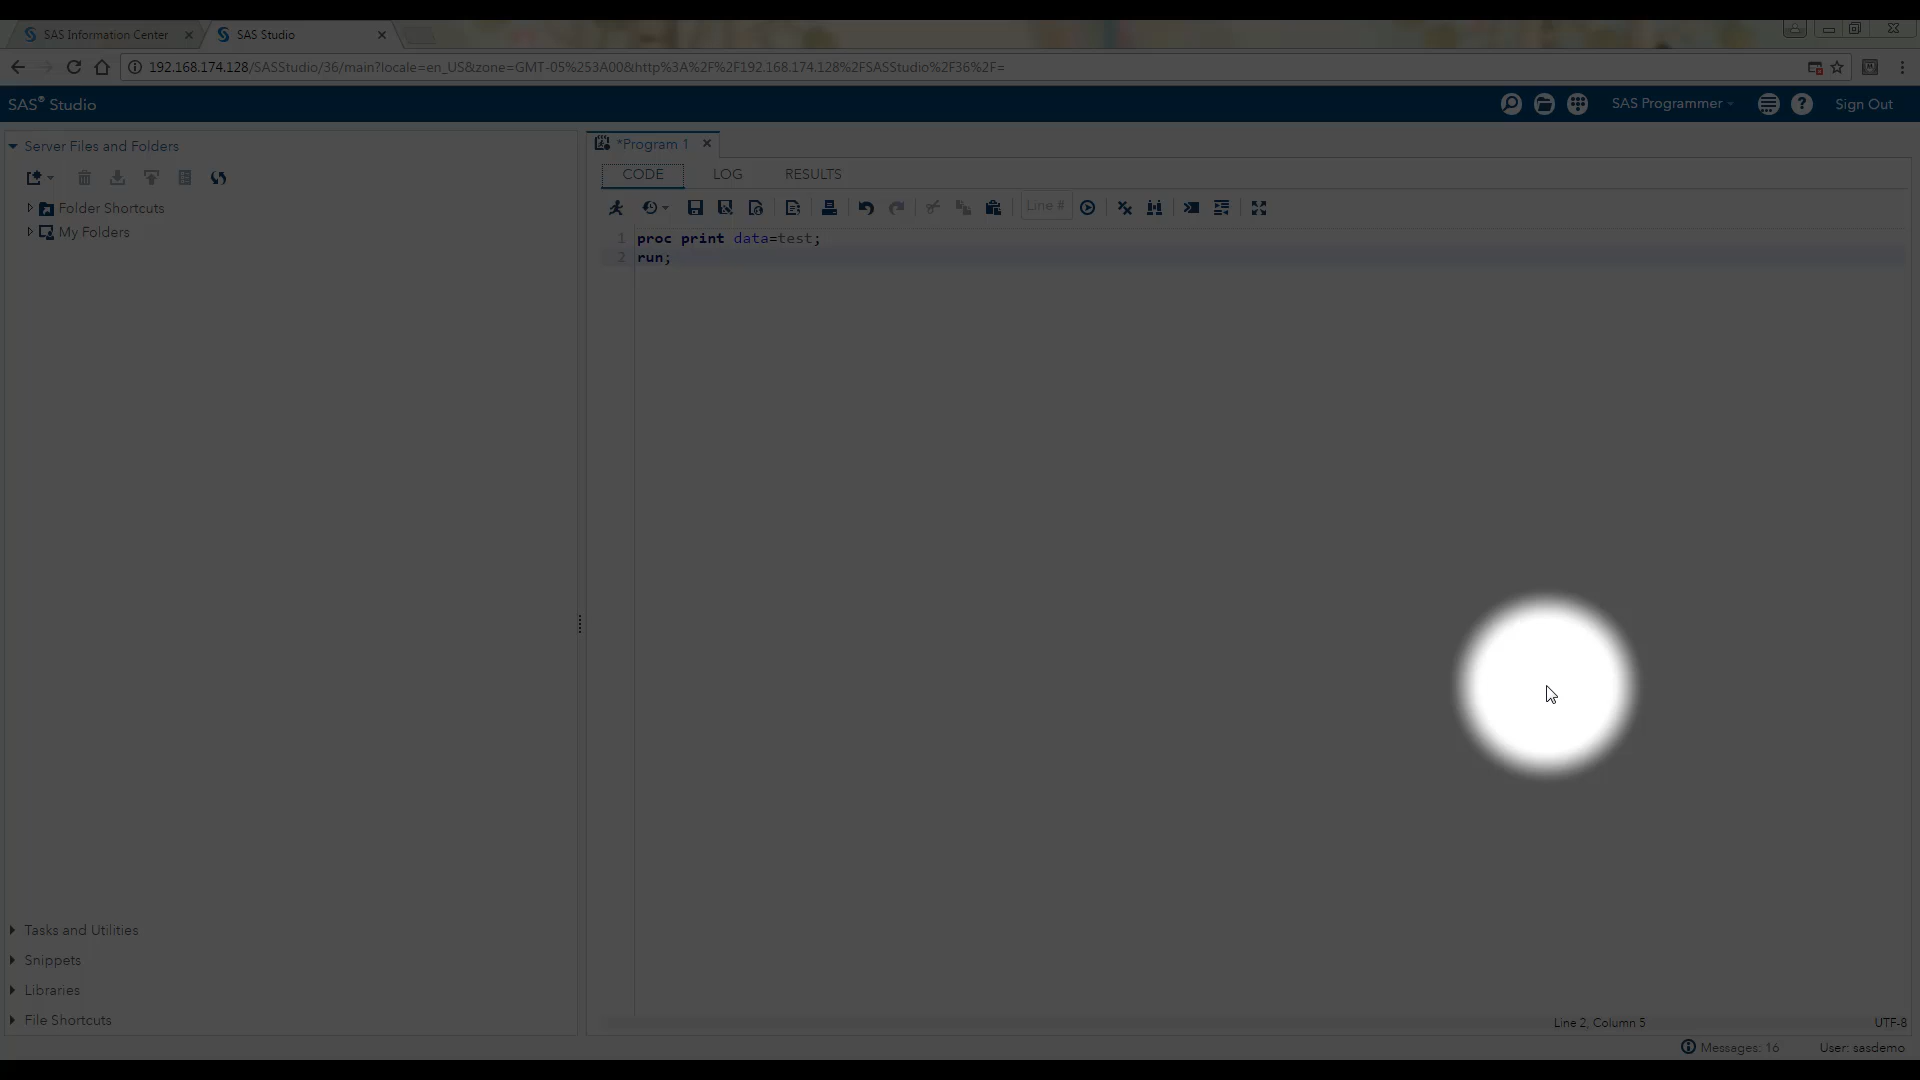 SAS Information Center
SAS Studio
192.168.174.128/SASStudio/36/main?locale=en_US&zone=GMT-05%253A00&http%3A%2F%2F192.168.174.128%2FSASStudio%2F36%2F=
SAS® Studio
SAS Programmer
Sign Out
Server Files and Folders
Folder Shortcuts
My Folders
Tasks and Utilities
Snippets
Libraries
File Shortcuts
*Program 1
CODE LOG RESULTS
Line #
1 proc print data=test;
2 run;
Line 2, Column 5
UTF-8
Messages: 16
User: sasdemo